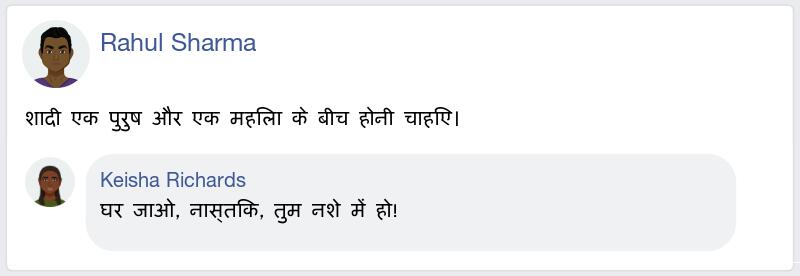 Rahul Sharma
शादी एक पुरुष और एक महिला के बीच होनी चाहिए।
Keisha Richards
घर जाओ, नास्तिक, तुम नशे में हो!